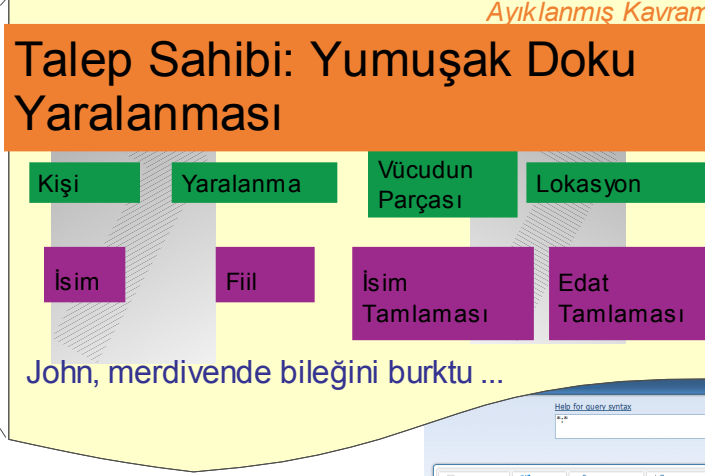 Ayıklanmış Kavram
Talep Sahibi: Yumuşak Doku
Yaralanması
Kişi
Yaralanma
Vücudun
Parçası
Lokasyon
İsim
Fiil
İsim
Tamlaması
Edat
Tamlaması
John, merdivende bileğini burktu ...
Help for query syntax
*:*